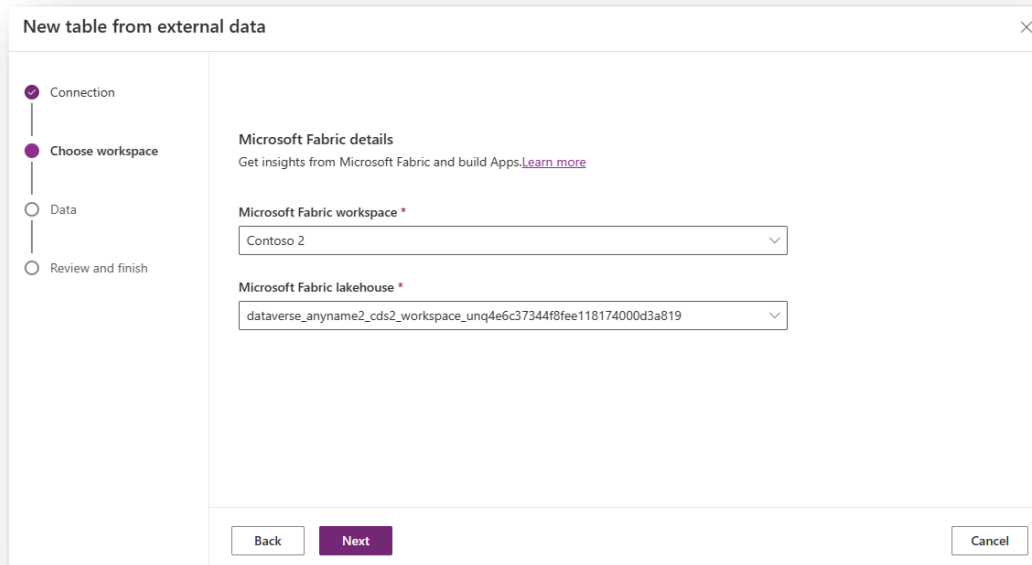 New table from external data
Connection
Choose workspace
Data
Review and finish
Microsoft Fabric details
Get insights from Microsoft Fabric and build Apps.Learn more
Microsoft Fabric workspace *
Contoso 2
Microsoft Fabric lakehouse *
dataverse_anyname2_cds2_workspace_unq4e6c37344f8fee118174000d3a819
Back
Next
Cancel